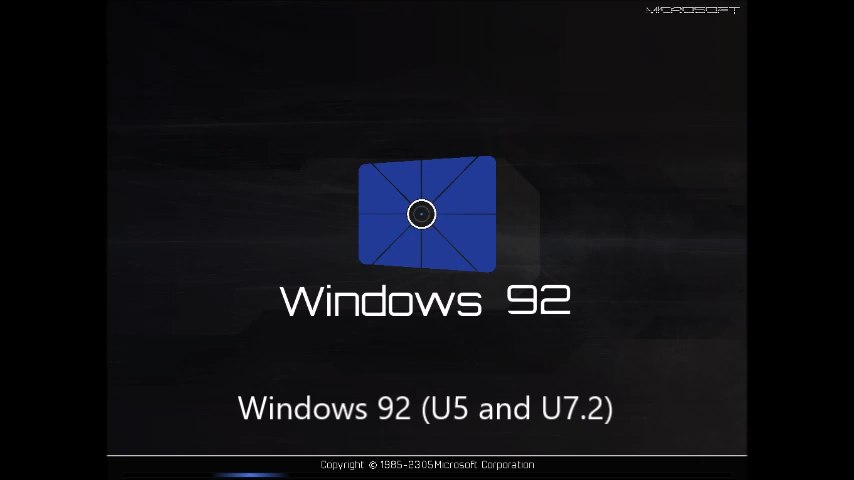 MICROSOFT
Windows 92
Windows 92 (U5 and U7.2)
Copyright © 1985-2305Microsoft Corporation